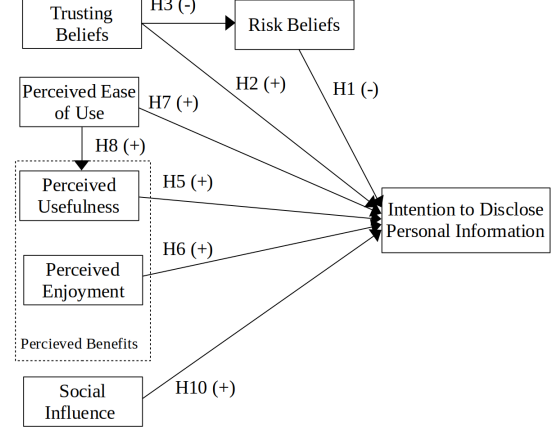 H3 (-)
Trusting
Beliefs
Risk Beliefs
H2 (+)
H1 (-)
Perceived Ease
of Use
H7 (+)
H8 (+)
Perceived
Usefulness
H5 (+)
Intention to Disclose
Personal Information
H6 (+)
Perceived
Enjoyment
Percieved Benefits
Social
Influence
H10 (+)